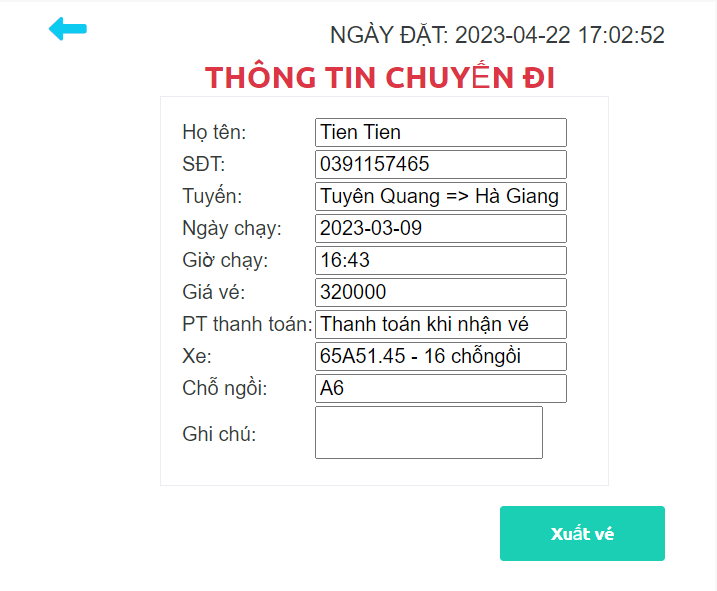 NGÀY ĐẶT: 2023-04-22 17:02:52
THÔNG TIN CHUYẾN ĐI
Họ tên: Tien Tien
SĐT: 0391157465
Tuyến: Tuyên Quang => Hà Giang
Ngày chạy: 2023-03-09
Giờ chạy: 16:43
Giá vé: 320000
PT thanh toán: Thanh toán khi nhận vé
Xe: 65A51.45 - 16 chỗngồi
Chỗ ngồi: A6
Ghi chú:
Xuất vé